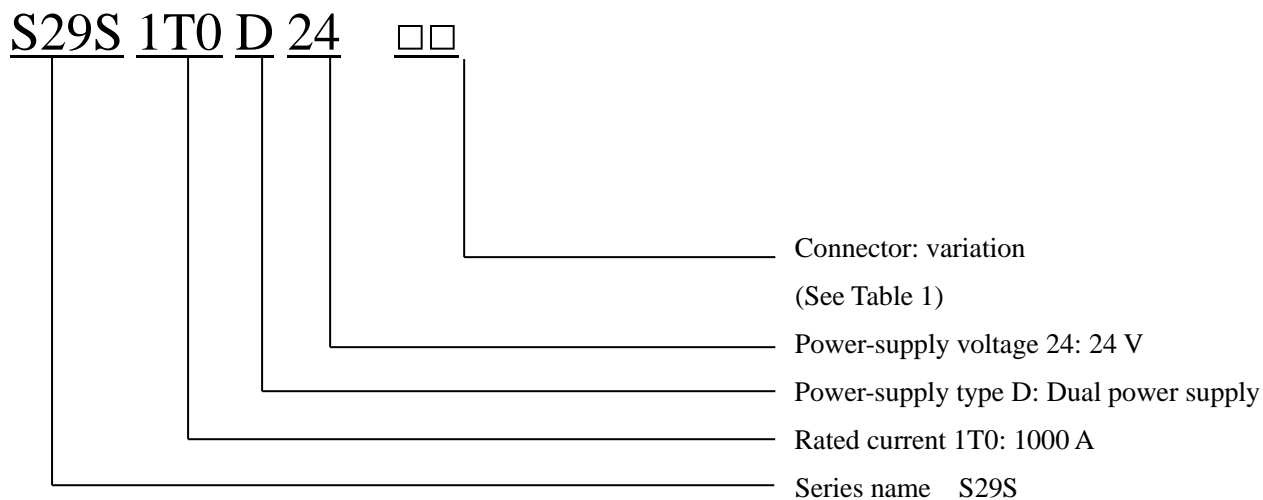 S29S 1T0 D 24 □□
Connector: variation
(See Table 1)
Power-supply voltage 24: 24 V
Power-supply type D: Dual power supply
Rated current 1T0: 1000 A
Series name S29S